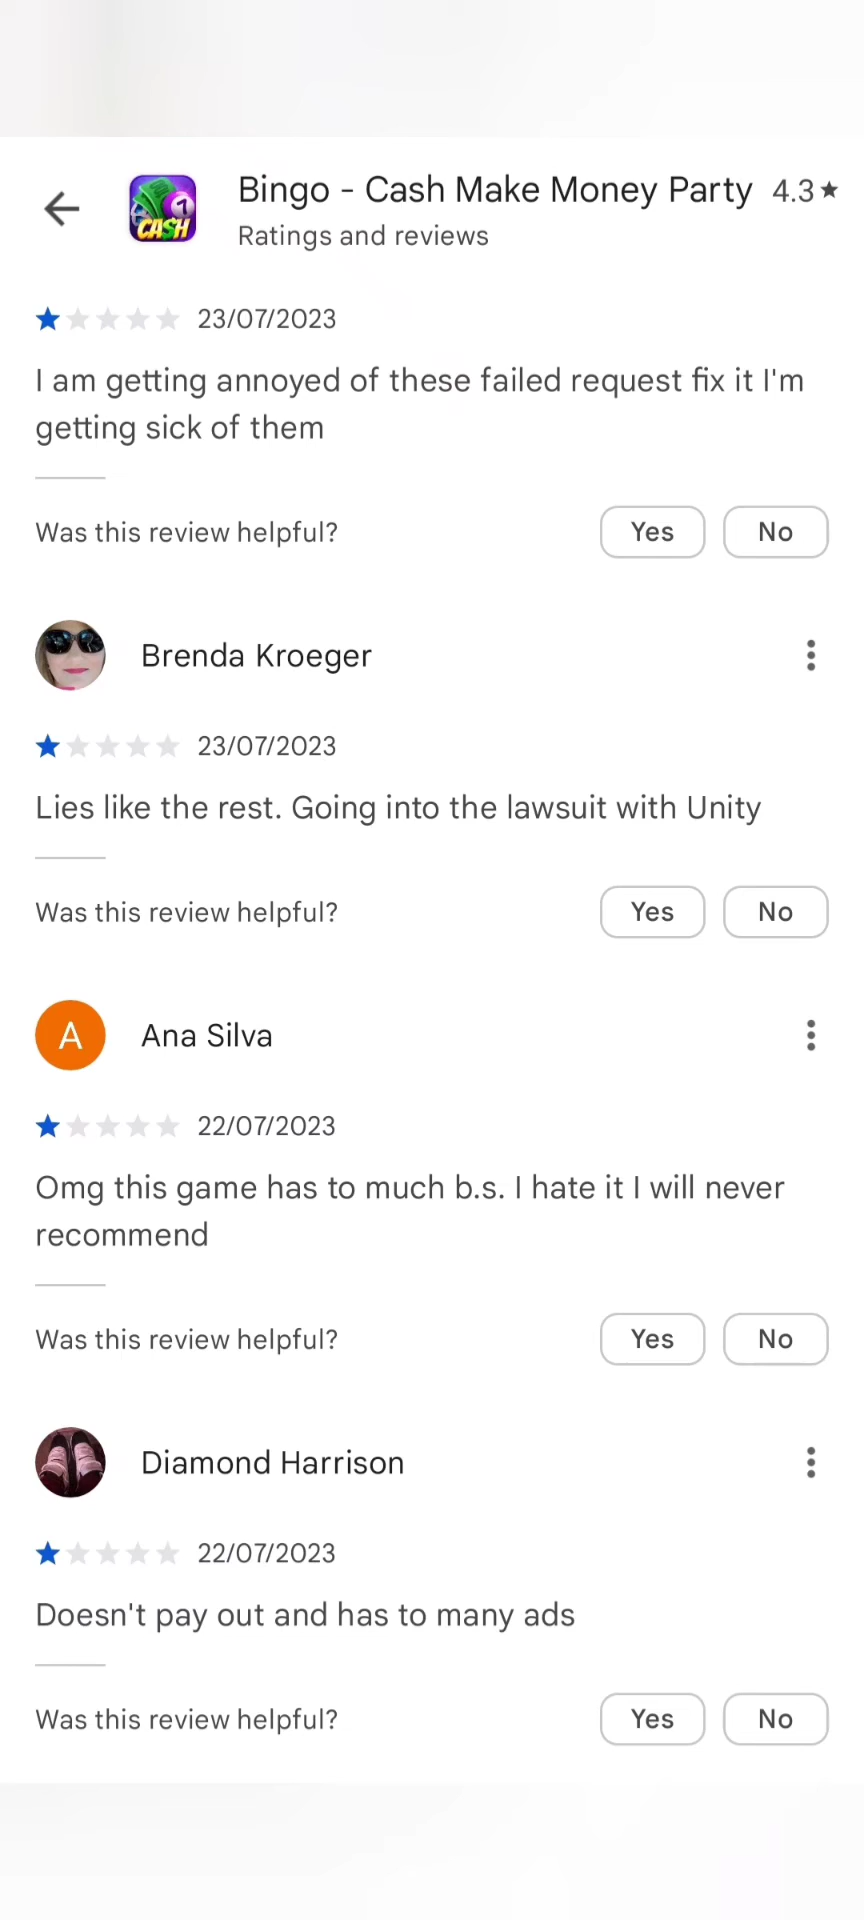 Bingo - Cash Make Money Party 4.3★
CASH
7
Ratings and reviews
23/07/2023
I am getting annoyed of these failed request fix it I'm
getting sick of them
Was this review helpful? Yes No
Brenda Kroeger
23/07/2023
Lies like the rest. Going into the lawsuit with Unity
Was this review helpful? Yes No
A Ana Silva
22/07/2023
Omg this game has to much b.s. I hate it I will never
recommend
Was this review helpful? Yes No
Diamond Harrison
22/07/2023
Doesn't pay out and has to many ads
Was this review helpful? Yes No